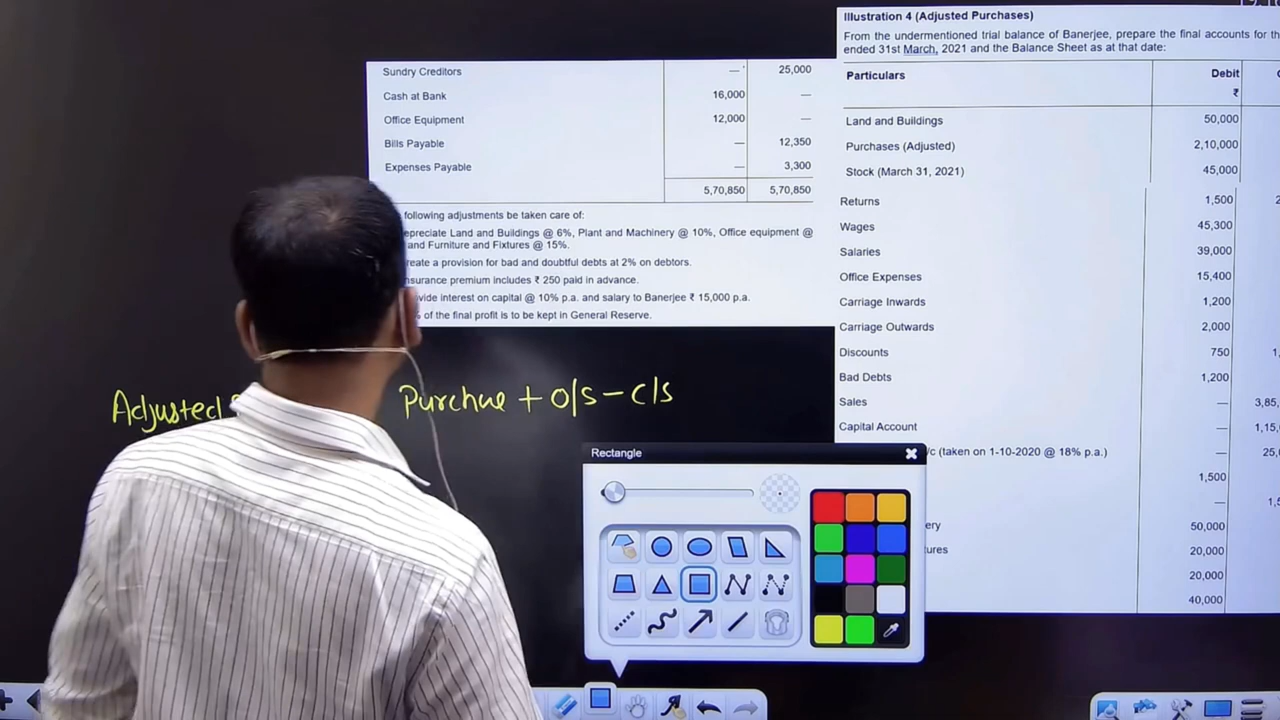 Illustration 4 (Adjusted Purchases)
From the undermentioned trial balance of Banerjee, prepare the final accounts for
ended 31st March, 2021 and the Balance Sheet as at that date:
Particulars Debit
₹
Land and Buildings 50,000
Purchases (Adjusted) 2,10,000
Stock (March 31, 2021) 45,000
Returns 1,500
Wages 45,300
Salaries 39,000
Office Expenses 15,400
Carriage Inwards 1,200
Carriage Outwards 2,000
Discounts 750
Bad Debts 1,200
Sales — 3,85,
Capital Account — 1,15,
(taken on 1-10-2020 @ 18% p.a.) — 25,
1,500
—
50,000
20,000
20,000
40,000
Sundry Creditors — 25,000
Cash at Bank 16,000 —
Office Equipment 12,000 —
Bills Payable — 12,350
Expenses Payable — 3,300
5,70,850 5,70,850
following adjustments be taken care of:
Land and Buildings @ 6%, Plant and Machinery @ 10%, Office equipment @
and Furniture and Fixtures @ 15%.
a provision for bad and doubtful debts at 2% on debtors.
premium includes ₹ 250 paid in advance.
interest on capital @ 10% p.a. and salary to Banerjee ₹ 15,000 p.a.
of the final profit is to be kept in General Reserve.
Adjusted
Purchue + O/S - C/S
Rectangle